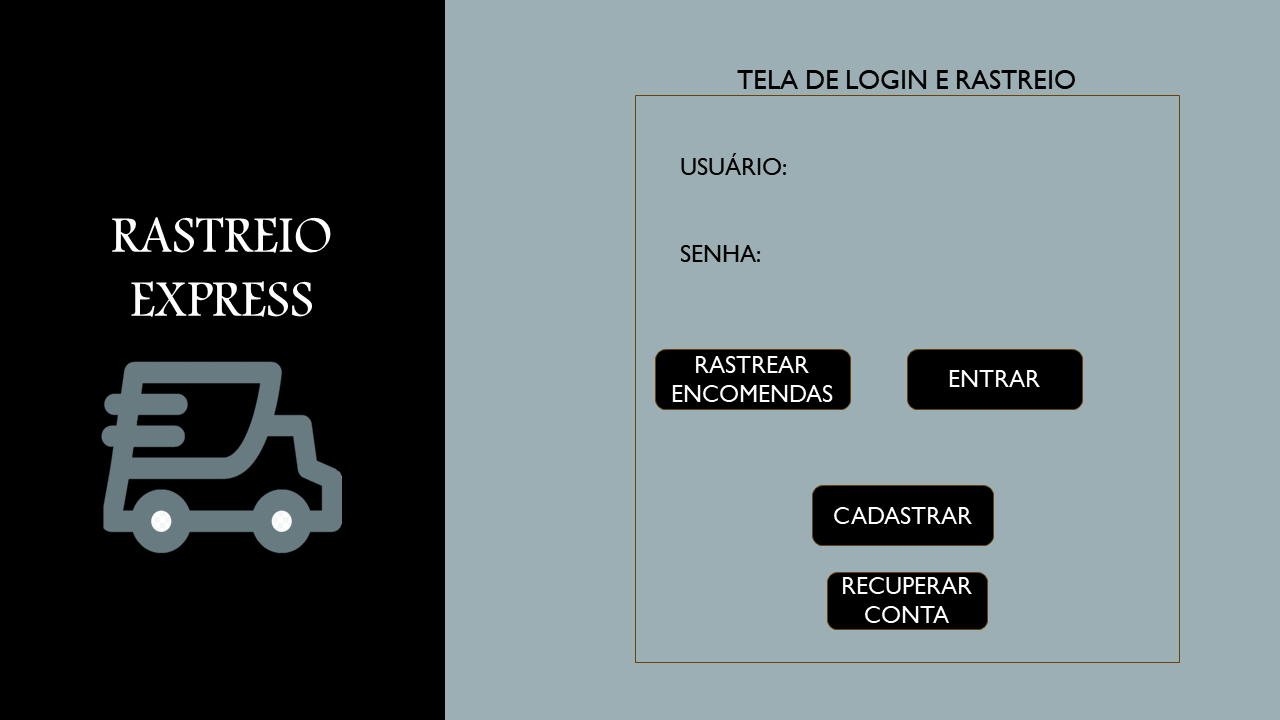 RASTREIO
EXPRESS
TELA DE LOGIN E RASTREIO
USUÁRIO:
SENHA:
RASTREAR
ENCOMENDAS
ENTRAR
CADASTRAR
RECUPERAR
CONTA